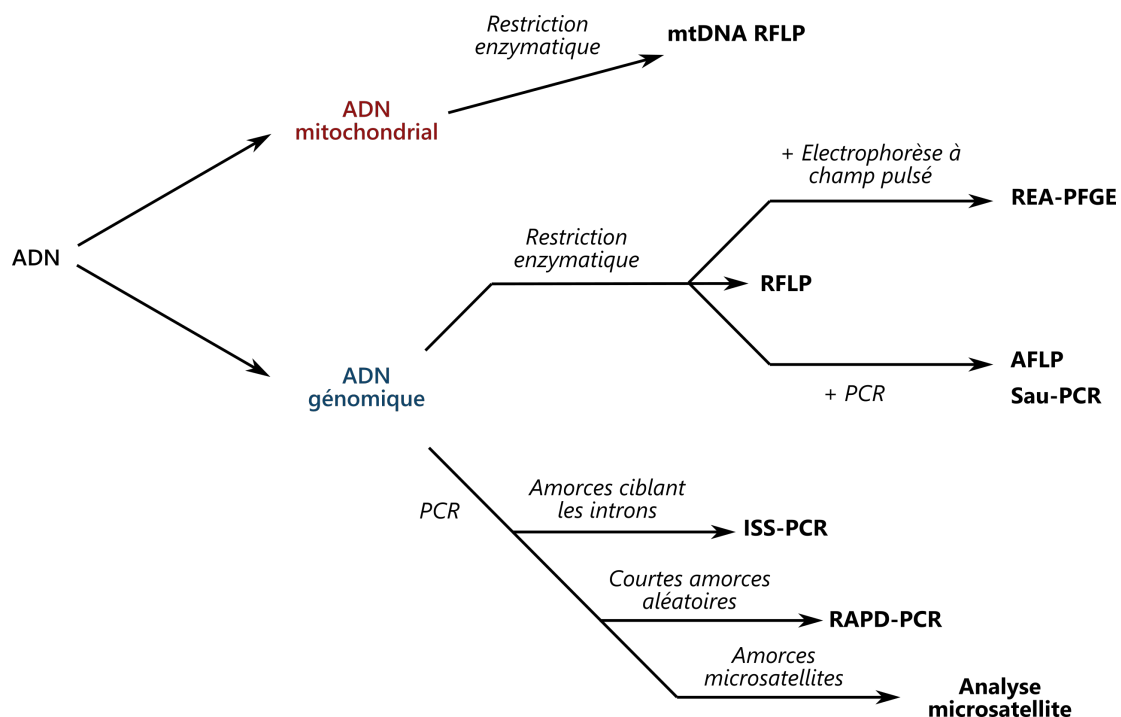 Restriction
enzymatique
mtDNA RFLP
ADN
mitochondrial
+ Electrophorèse à
champ pulsé
REA-PFGE
ADN
Restriction
enzymatique
RFLP
AFLP
Sau-PCR
+ PCR
ADN
génomique
PCR
Amorces ciblant
les introns
ISS-PCR
Courtes amorces
aléatoires
RAPD-PCR
Amorces
microsatellites
Analyse
microsatellite